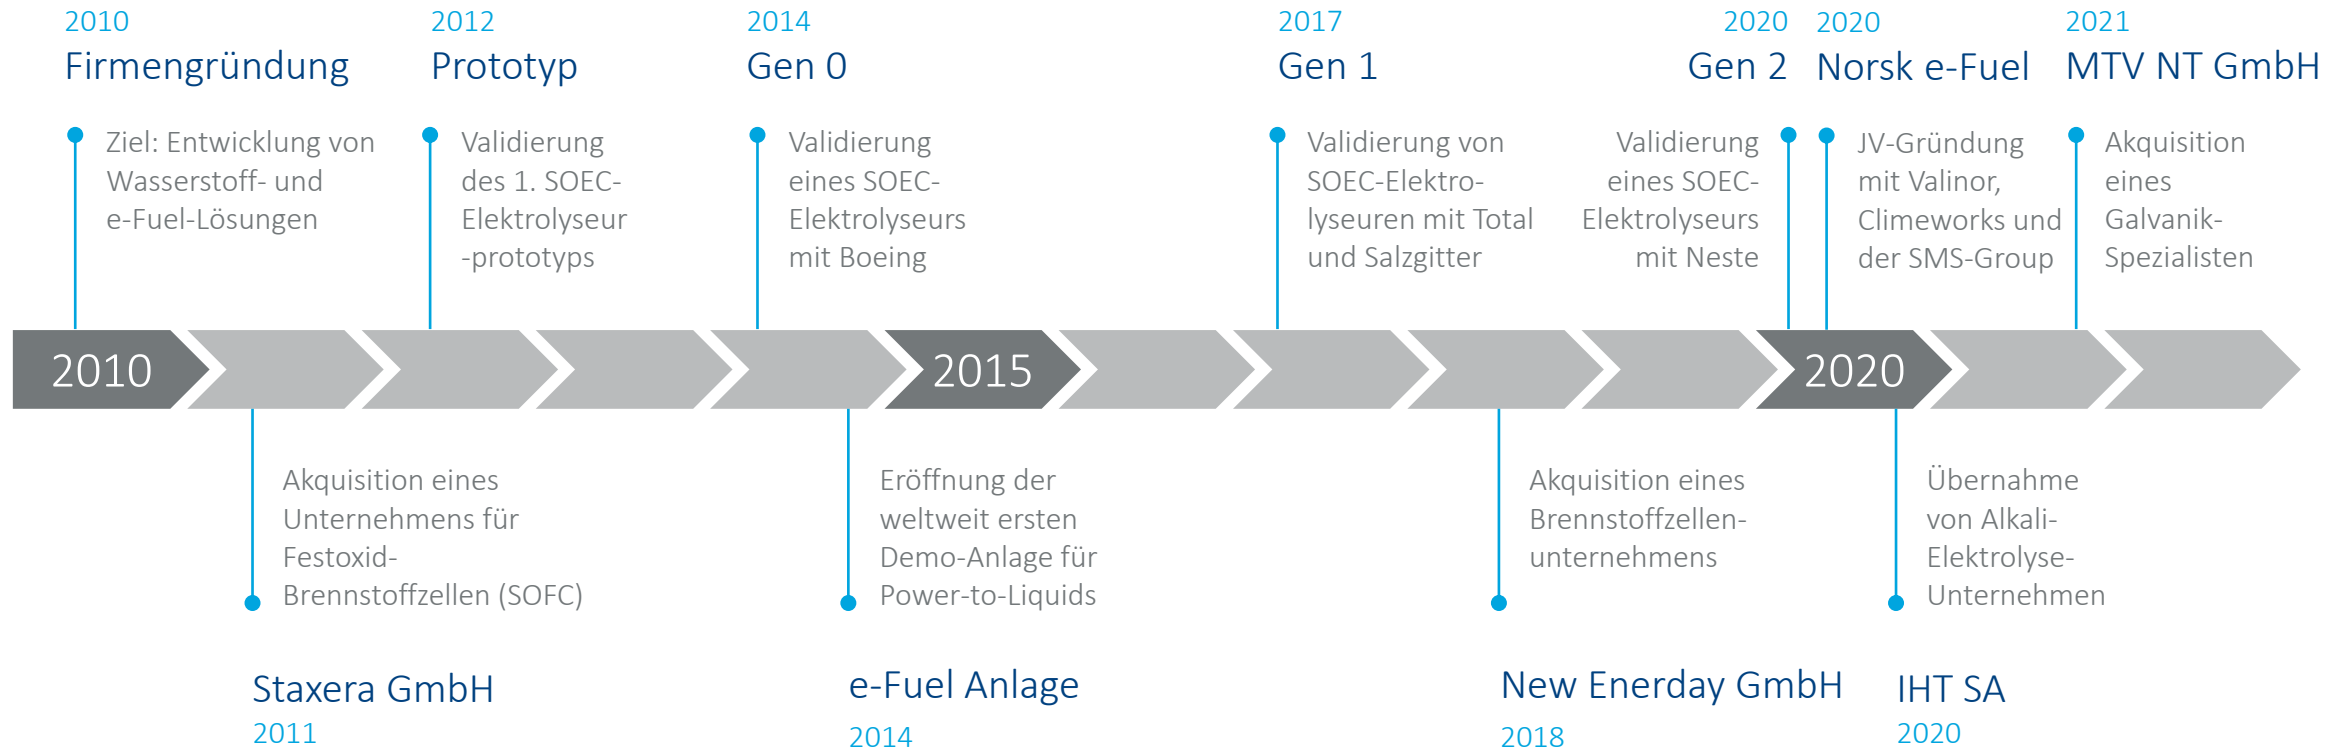 2010
Firmengründung
Ziel: Entwicklung von
Wasserstoff- und
e-Fuel-Lösungen
2012
Prototyp
Validierung
des 1. SOEC-
Elektrolyseur
-prototyps
2014
Gen 0
Validierung
eines SOEC-
Elektrolyseurs
mit Boeing
2017
Gen 1
Validierung von
SOEC-Elektro-
lyseuren mit Total
und Salzgitter
2020
Gen 2
Validierung
eines SOEC-
Elektrolyseurs
mit Neste
2020
Norsk e-Fuel
JV-Gründung
mit Valinor,
Climeworks und
der SMS-Group
2021
MTV NT GmbH
Akquisition
eines
Galvanik-
Spezialisten
2010
2015
2020
Akquisition eines
Unternehmens für
Festoxid-
Brennstoffzellen (SOFC)
Staxera GmbH
2011
Eröffnung der
weltweit ersten
Demo-Anlage für
Power-to-Liquids
e-Fuel Anlage
2014
Akquisition eines
Brennstoffzellen-
unternehmens
New Enerday GmbH
2018
Übernahme
von Alkali-
Elektrolyse-
Unternehmen
IHT SA
2020